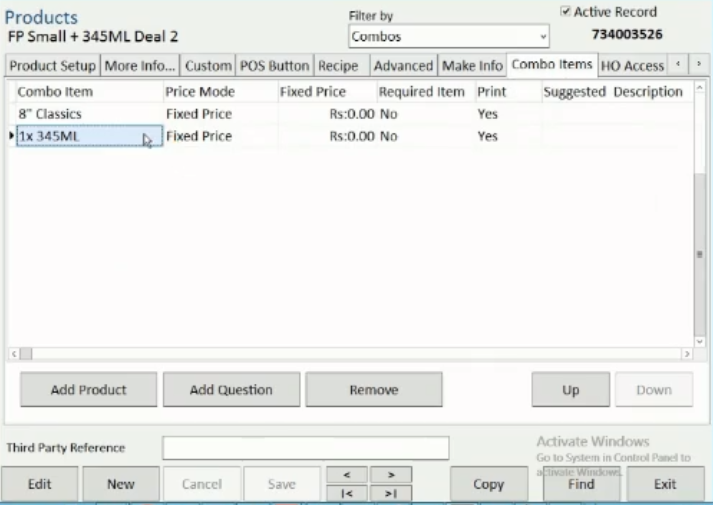 Products
Filter by
Active Record
FP Small + 345ML Deal 2
Combos
734003526
Product Setup More Info... Custom POS Button Recipe Advanced Make Info Combo Items HO Access
Combo Item Price Mode Fixed Price Required Item Print Suggested Description
8" Classics Fixed Price Rs:0.00 No Yes
1x 345ML Fixed Price Rs:0.00 No Yes
Add Product Add Question Remove Up Down
Third Party Reference
Activate Windows
Go to System in Control Panel to
activate Windows.
Edit New Cancel Save < > |< >| Copy Find Exit